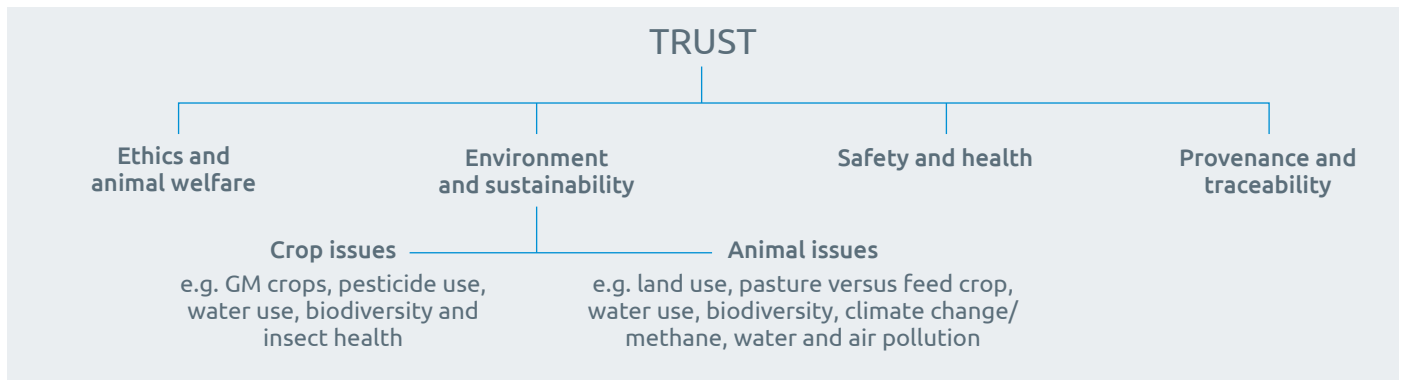 TRUST
Ethics and
animal welfare
Environment
and sustainability
Safety and health
Provenance and
traceability
Crop issues
e.g. GM crops, pesticide use,
water use, biodiversity and
insect health
Animal issues
e.g. land use, pasture versus feed crop,
water use, biodiversity, climate change/
methane, water and air pollution